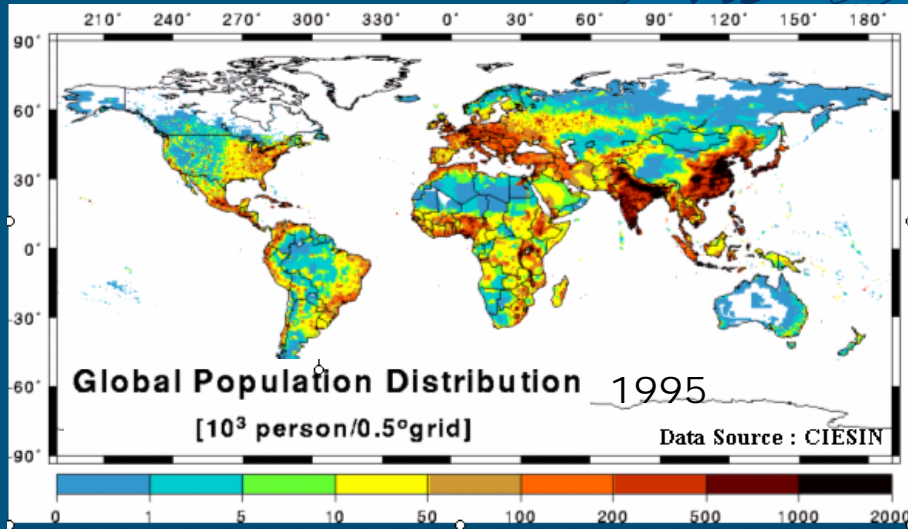 210° 240° 270° 300° 330° 0° 30° 60° 90° 120° 150° 180°
90°
60°
30°
0°
-30°
-60°
-90°
Global Population Distribution 1995
[10³ person/0.5°grid]
Data Source : CIESIN
0 1 5 10 50 100 200 500 1000 2000